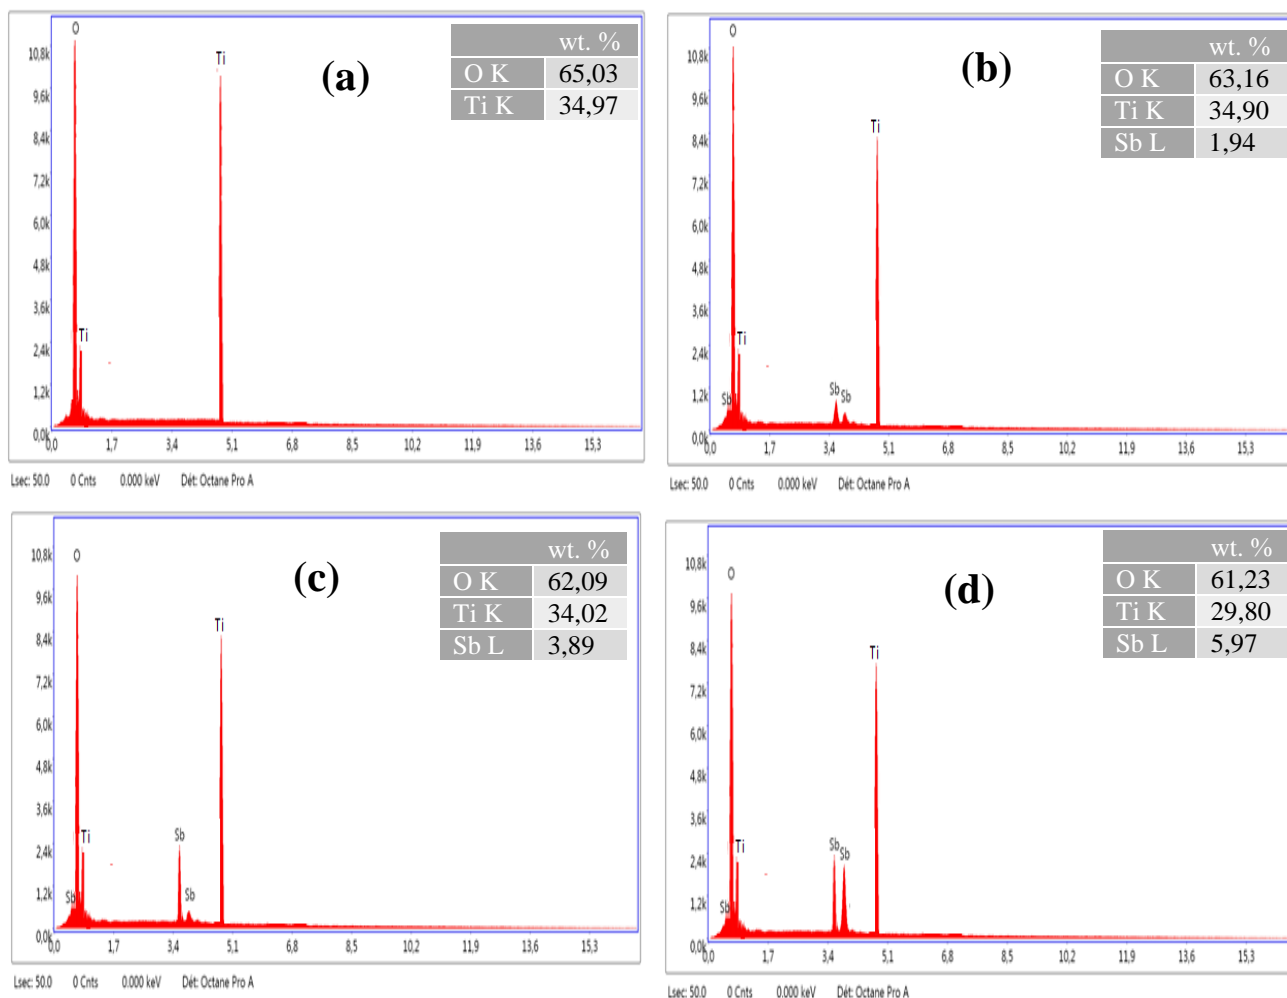 O
10,8k
9,6k
8,4k
7,2k
6,0k
4,8k
3,6k
2,4k
1,2k
0,0k
Ti
Ti
(a)
wt. %
O K 65,03
Ti K 34,97
0,0 1,7 3,4 5,1 6,8 8,5 10,2 11,9 13,6 15,3
Lsec: 50.0 0 Cnts 0.000 keV Dét: Octane Pro A
O
10,8k
9,6k
8,4k
7,2k
6,0k
4,8k
3,6k
2,4k
1,2k
0,0k
Sb
Ti
Sb
Sb
Ti
(b)
wt. %
O K 63,16
Ti K 34,90
Sb L 1,94
0,0 1,7 3,4 5,1 6,8 8,5 10,2 11,9 13,6 15,3
Lsec: 50.0 0 Cnts 0.000 keV Dét: Octane Pro A
O
10,8k
9,6k
8,4k
7,2k
6,0k
4,8k
3,6k
2,4k
1,2k
0,0k
Sb
Ti
Sb
Sb
Ti
(c)
wt. %
O K 62,09
Ti K 34,02
Sb L 3,89
0,0 1,7 3,4 5,1 6,8 8,5 10,2 11,9 13,6 15,3
Lsec: 50.0 0 Cnts 0.000 keV Dét: Octane Pro A
O
10,8k
9,6k
8,4k
7,2k
6,0k
4,8k
3,6k
2,4k
1,2k
0,0k
Sb
Ti
Sb
Sb
Ti
(d)
wt. %
O K 61,23
Ti K 29,80
Sb L 5,97
0,0 1,7 3,4 5,1 6,8 8,5 10,2 11,9 13,6 15,3
Lsec: 50.0 0 Cnts 0.000 keV Dét: Octane Pro A